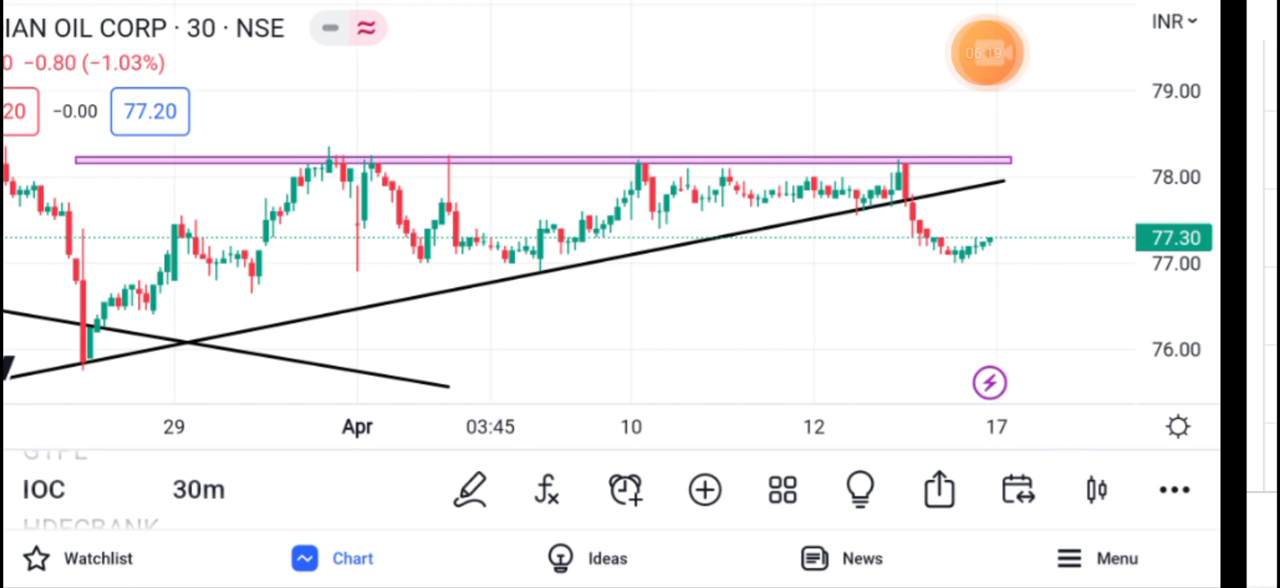 IAN OIL CORP · 30 · NSE
INR
0 −0.80 (−1.03%)
06:19
20 −0.00 77.20
79.00
78.00
77.30
77.00
76.00
29 Apr 03:45 10 12 17
IOC 30m
Watchlist Chart Ideas News Menu